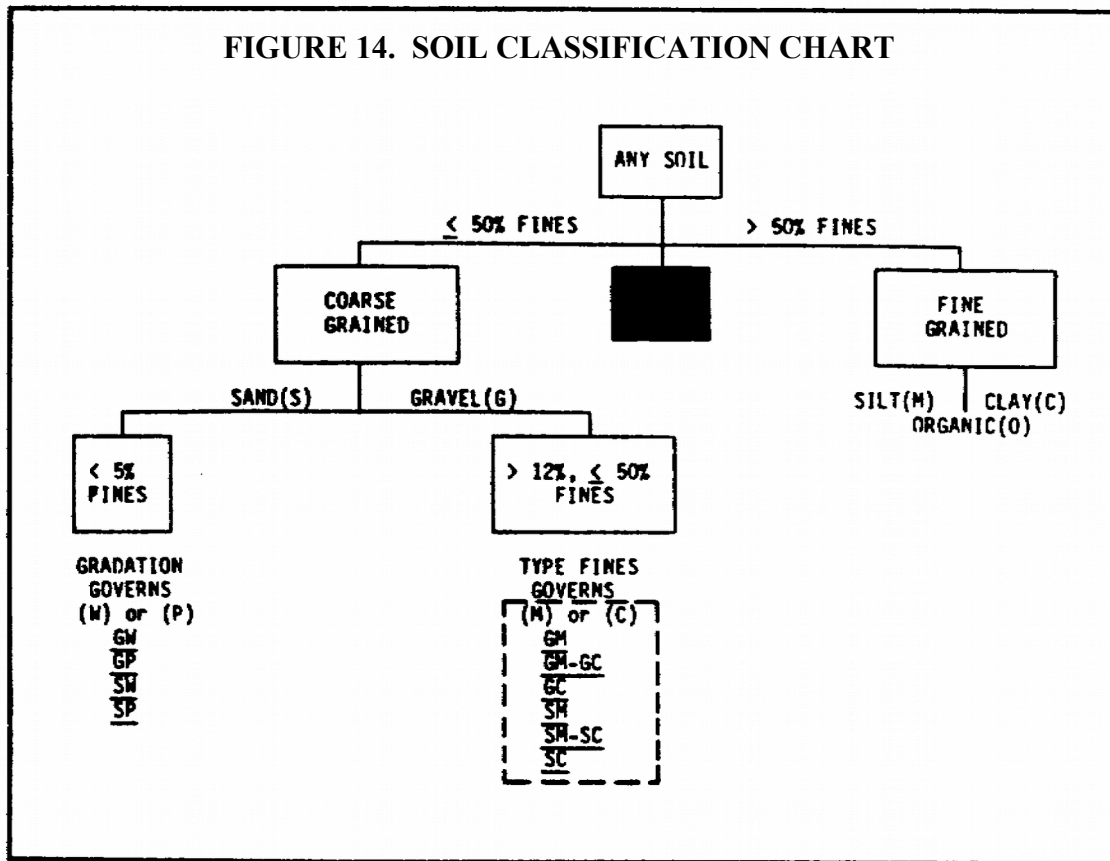 FIGURE 14. SOIL CLASSIFICATION CHART
ANY SOIL
≤ 50% FINES
> 50% FINES
COARSE
GRAINED
FINE
GRAINED
SAND(S)
GRAVEL(G)
SILT(M)
CLAY(C)
ORGANIC(O)
< 5%
FINES
> 12%, ≤ 50%
FINES
GRADATION
GOVERNS
(W) or (P)
GW
GP
SW
SP
TYPE FINES
GOVERNS
(M) or (C)
GM
GM-GC
GC
SM
SM-SC
SC